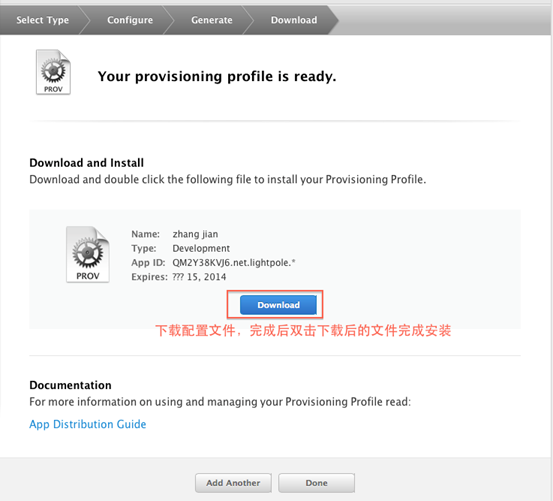 Select Type Configure Generate Download
PROV
Your provisioning profile is ready.
Download and Install
Download and double click the following file to install your Provisioning Profile.
PROV
Name: zhang jian
Type: Development
App ID: QM2Y38KVJ6.net.lightpole.*
Expires: ??? 15, 2014
Download
下载配置文件，完成后双击下载后的文件完成安装
Documentation
For more information on using and managing your Provisioning Profile read:
App Distribution Guide
Add Another Done